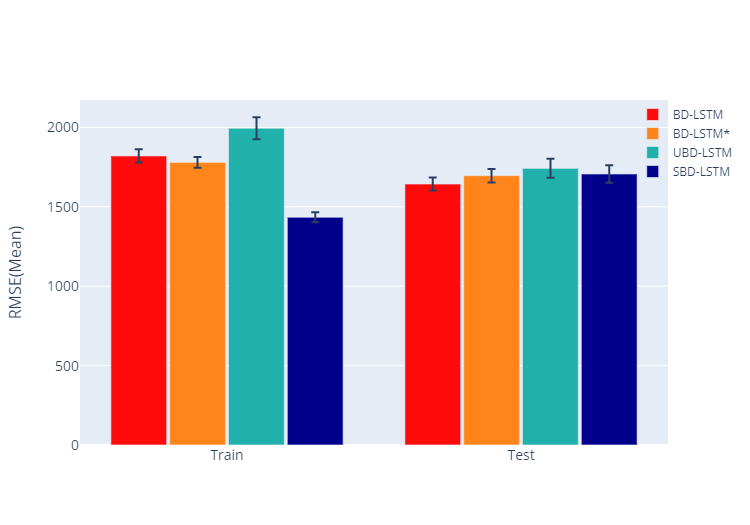 2000
1500
1000
500
0
RMSE(Mean)
Train
Test
BD-LSTM
BD-LSTM*
UBD-LSTM
SBD-LSTM